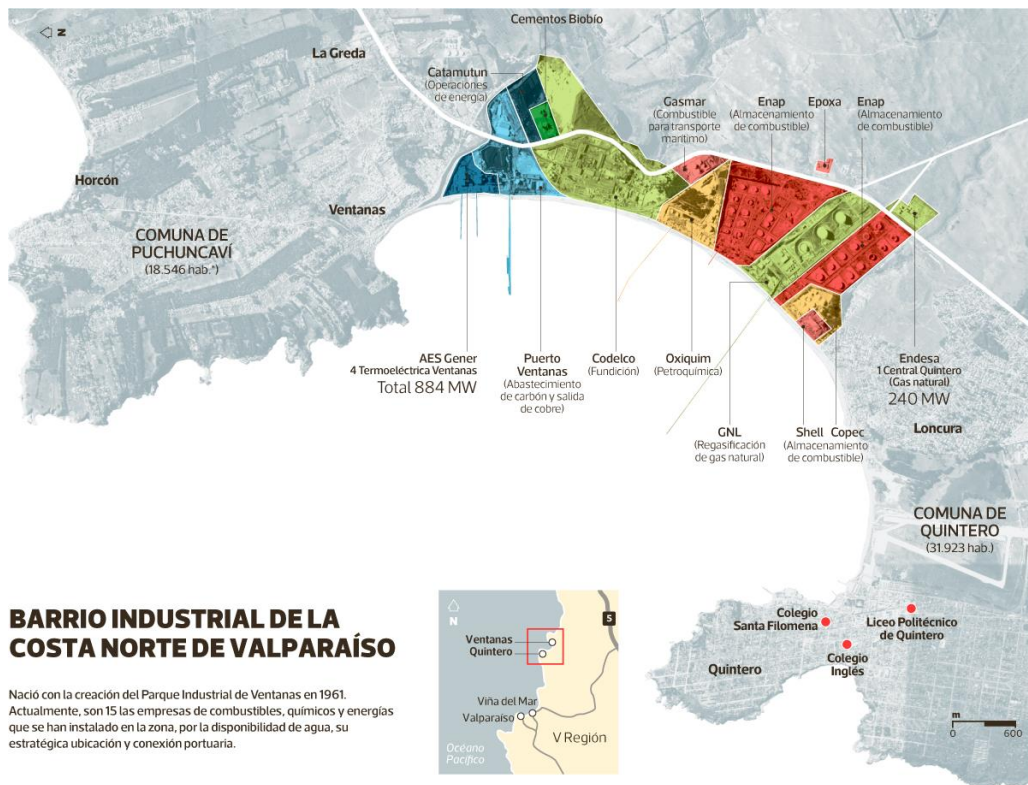 N
Cementos Biobío
La Greda
Catamutun
(Operaciones
de energía)
Gasmar
(Combustible
para transporte
marítimo)
Enap
(Almacenamiento
de combustible)
Epoxa
Enap
(Almacenamiento
de combustible)
Horcón
Ventanas
COMUNA DE
PUCHUNCAVÍ
(18.546 hab.*)
AES Gener
4 Termoeléctrica Ventanas
Total 884 MW
Puerto
Ventanas
(Abastecimiento
de carbón y salida
de cobre)
Codelco
(Fundición)
Oxiquim
(Petroquímica)
Endesa
1 Central Quintero
(Gas natural)
240 MW
GNL
(Regasificación
de gas natural)
Shell Copec
(Almacenamiento
de combustible)
Loncura
COMUNA DE
QUINTERO
(31.923 hab.)
BARRIO INDUSTRIAL DE LA
COSTA NORTE DE VALPARAÍSO
Nació con la creación del Parque Industrial de Ventanas en 1961.
Actualmente, son 15 las empresas de combustibles, químicos y energías
que se han instalado en la zona, por la disponibilidad de agua, su
estratégica ubicación y conexión portuaria.
N
5
Ventanas
Quintero
Viña del Mar
Valparaíso
V Región
Océano
Pacífico
Colegio
Santa Filomena
Liceo Politécnico
de Quintero
Colegio
Inglés
Quintero
m
0 600